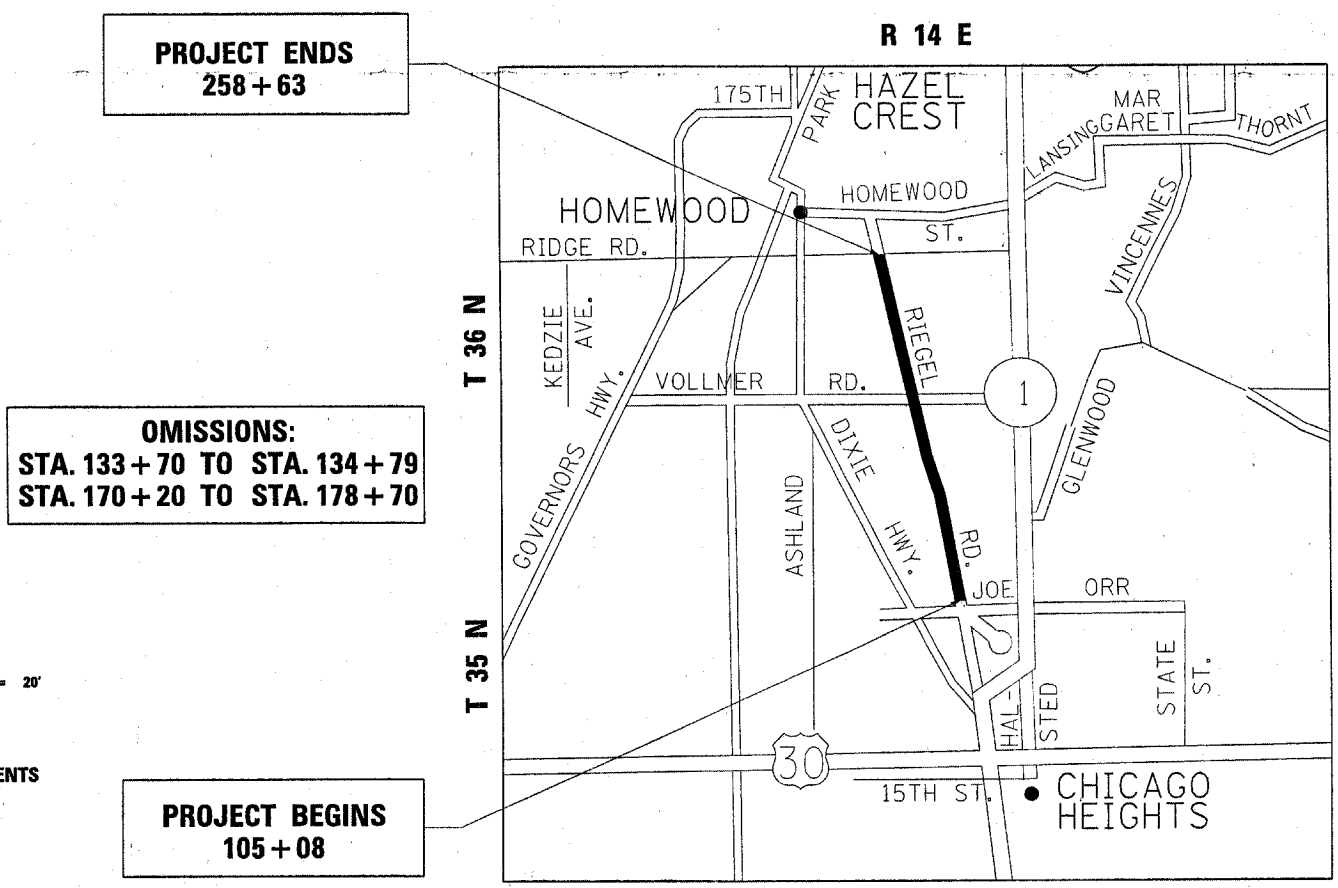 PROJECT ENDS
258+63
R 14 E
HAZEL
CREST
175TH
PARK
MAR
GARET
LANSING
THORNT
HOMEWOOD
HOMEWOOD
ST.
RIDGE RD.
VINCENNES
T 36 N
KEDZIE
AVE.
RIEGEL
RD.
GOVERNORS HWY.
VOLLMER RD.
1
GLENWOOD
OMISSIONS:
STA. 133+70 TO STA. 134+79
STA. 170+20 TO STA. 178+70
DIXIE
HWY.
ASHLAND
JOE ORR
T 35 N
STATE
ST.
= 20'
HAL-
STED
30
ENTS
15TH ST.
CHICAGO
HEIGHTS
PROJECT BEGINS
105+08